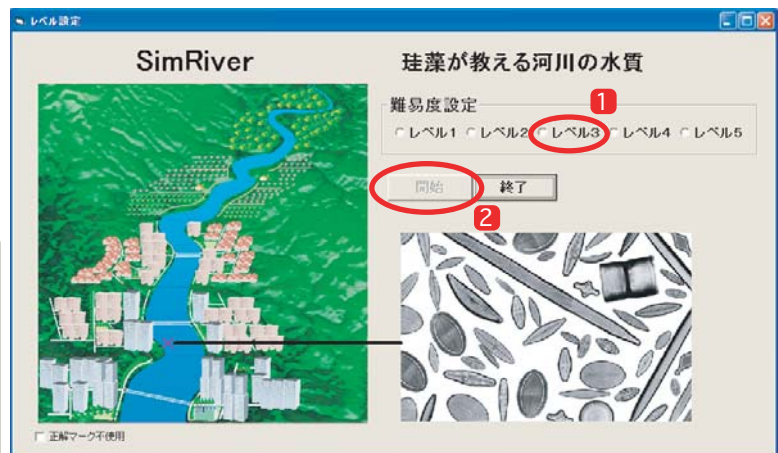 レベル設定
SimRiver
珪藻が教える河川の水質
難易度設定
1
レベル1 レベル2 レベル3 レベル4 レベル5
開始 終了
2
正解マーク不使用